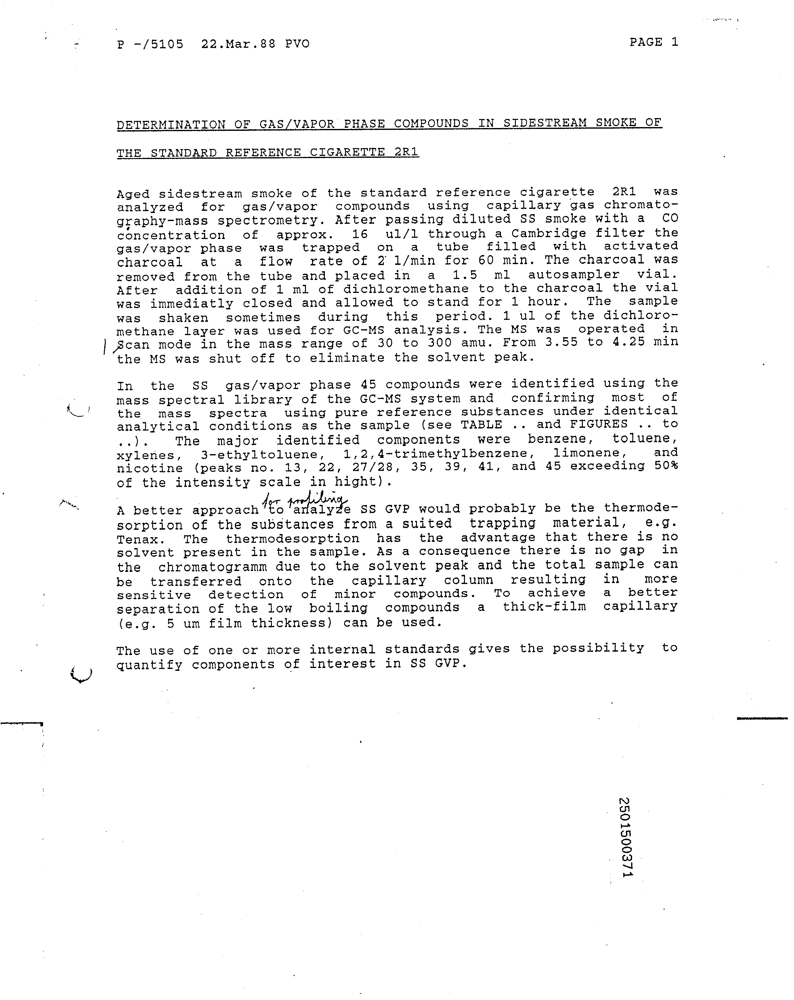 P -/5105 22.Mar.88 PVO PAGE 1
DETERMINATION OF GAS/VAPOR PHASE COMPOUNDS IN SIDESTREAM SMOKE OF
THE STANDARD REFERENCE CIGARETTE 2R1
Aged sidestream smoke of the standard reference cigarette 2R1 was
analyzed for gas/vapor compounds using capillary gas chromato-
graphy-mass spectrometry. After passing diluted SS smoke with a CO
concentration of approx. 16 ul/l through a Cambridge filter the
gas/vapor phase was trapped on a tube filled with activated
charcoal at a flow rate of 2 l/min for 60 min. The charcoal was
removed from the tube and placed in a 1.5 ml autosampler vial.
After addition of 1 ml of dichloromethane to the charcoal the vial
was immediatly closed and allowed to stand for 1 hour. The sample
was shaken sometimes during this period. 1 ul of the dichloro-
methane layer was used for GC-MS analysis. The MS was operated in
scan mode in the mass range of 30 to 300 amu. From 3.55 to 4.25 min
the MS was shut off to eliminate the solvent peak.
In the SS gas/vapor phase 45 compounds were identified using the
mass spectral library of the GC-MS system and confirming most of
the mass spectra using pure reference substances under identical
analytical conditions as the sample (see TABLE .. and FIGURES .. to
..). The major identified components were benzene, toluene,
xylenes, 3-ethyltoluene, 1,2,4-trimethylbenzene, limonene, and
nicotine (peaks no. 13, 22, 27/28, 35, 39, 41, and 45 exceeding 50%
of the intensity scale in hight).
for profiling
A better approach to analyze SS GVP would probably be the thermode-
sorption of the substances from a suited trapping material, e.g.
Tenax. The thermodesorption has the advantage that there is no
solvent present in the sample. As a consequence there is no gap in
the chromatogramm due to the solvent peak and the total sample can
be transferred onto the capillary column resulting in more
sensitive detection of minor compounds. To achieve a better
separation of the low boiling compounds a thick-film capillary
(e.g. 5 um film thickness) can be used.
The use of one or more internal standards gives the possibility to
quantify components of interest in SS GVP.
2501500371